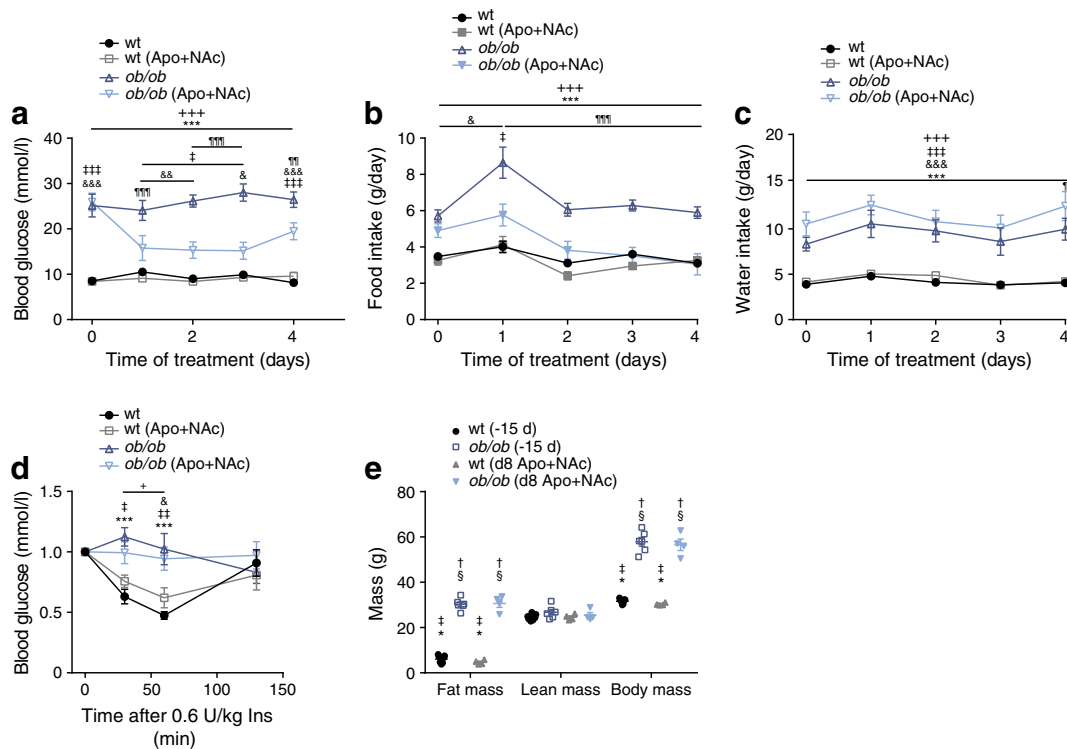 wt
wt (Apo+NAc)
ob/ob
ob/ob (Apo+NAc)
a
+++
***
¶¶¶
‡
&&
&
‡‡‡
&&&
¶¶¶
¶¶
&&&
‡‡‡
40
30
20
10
0
Blood glucose (mmol/l)
0 2 4
Time of treatment (days)
wt
wt (Apo+NAc)
ob/ob
ob/ob (Apo+NAc)
b
+++
***
& ¶¶¶
‡
10
8
6
4
2
0
Food intake (g/day)
0 1 2 3 4
Time of treatment (days)
wt
wt (Apo+NAc)
ob/ob
ob/ob (Apo+NAc)
c
+++
‡‡‡
&&&
***
¶
20
15
10
5
0
Water intake (g/day)
0 1 2 3 4
Time of treatment (days)
wt
wt (Apo+NAc)
ob/ob
ob/ob (Apo+NAc)
d
+
‡
***
&
‡‡
***
1.5
1.0
0.5
0
Blood glucose (mmol/l)
0 50 100 150
Time after 0.6 U/kg Ins
(min)
wt (-15 d)
ob/ob (-15 d)
wt (d8 Apo+NAc)
ob/ob (d8 Apo+NAc)
e
80
60
40
20
0
Mass (g)
‡
*
†
§
‡
*
†
§
‡
*
†
§
‡
*
†
§
Fat mass Lean mass Body mass